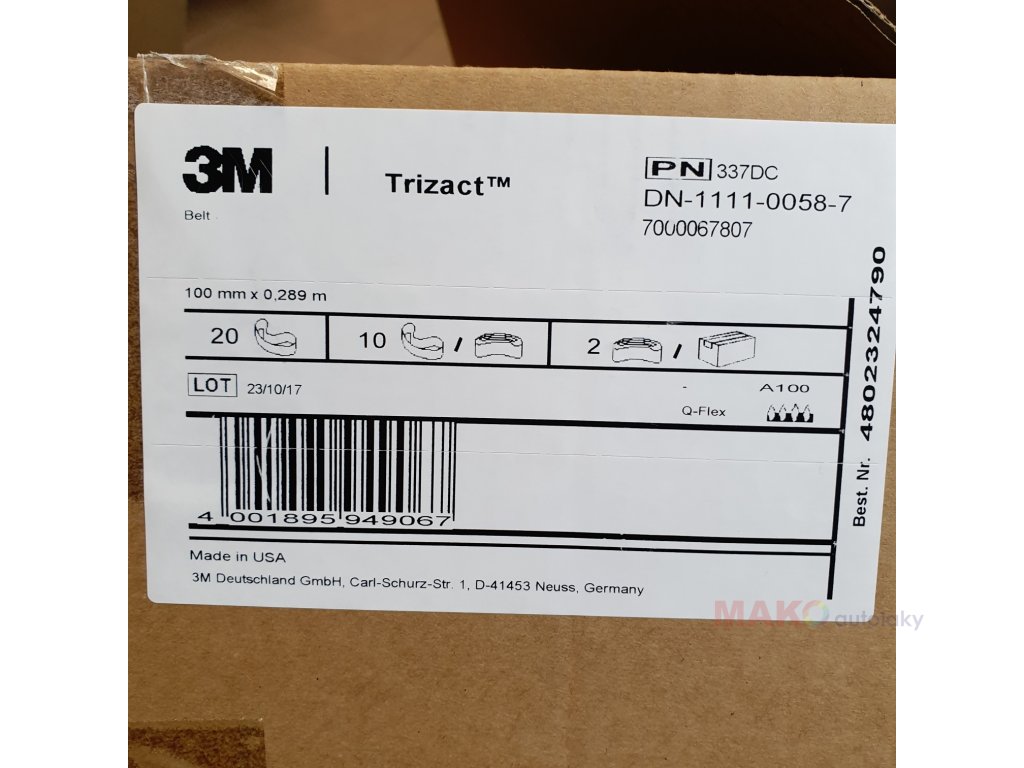 3M
Trizact™
Belt
PN 337DC
DN-1111-0058-7
7000067807
100 mm x 0,289 m
20
10 /
2 /
LOT 23/10/17
- A100
Q-Flex
4 001895 949067
Made in USA
3M Deutschland GmbH, Carl-Schurz-Str. 1, D-41453 Neuss, Germany
Best. Nr. 4802324790
MAKO autolaky